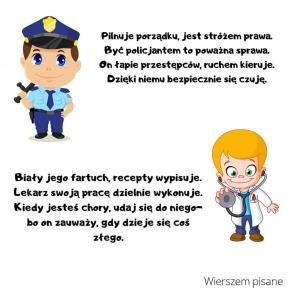 Pilnuje porządku, jest stróżem prawa.
Być policjantem to poważna sprawa.
On łapie przestępców, ruchem kieruje.
Dzięki niemu bezpiecznie się czuję.
Biały jego fartuch, recepty wypisuje.
Lekarz swoją pracę dzielnie wykonuje.
Kiedy jesteś chory, udaj się do niego-
bo on zauważy, gdy dzieje się coś
złego.
Wierszem pisane